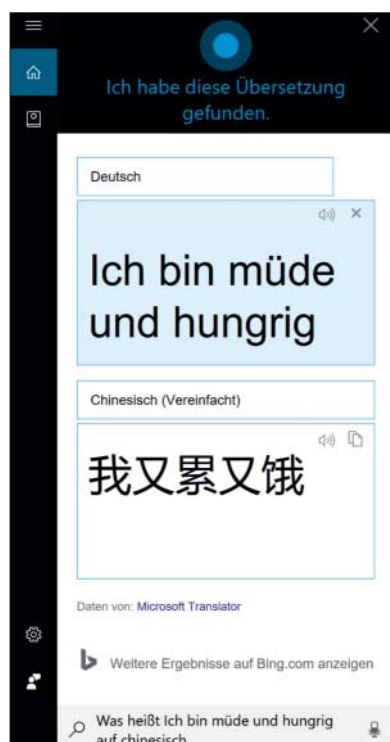 Ich habe diese Übersetzung
gefunden.
Deutsch
Ich bin müde
und hungrig
Chinesisch (Vereinfacht)
我又累又饿
Daten von: Microsoft Translator
Weitere Ergebnisse auf Bing.com anzeigen
Was heißt Ich bin müde und hungrig
auf chinesisch